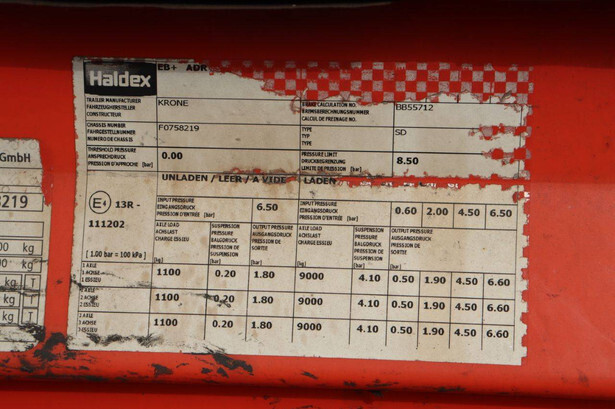 Haldex
EB+ ADR
TRAILER MANUFACTURER
FAHRZEUGHERSTELLER
CONSTRUCTEUR
KRONE
CALCULATION NO.
CALCUL DE FREINAGE NO.
BB55712
CHASSIS NUMBER
FAHRGESTELLNUMMER
NUMERO DE CHASSIS
F0758219
TYPE
TYP
TYPE
SD
THRESHOLD PRESSURE
ANSPRECHDRUCK
PRESSION D'APPROCHE [bar]
0.00
PRESSURE LIMIT
DRUCKBEGRENZUNG
LIMITE DE PRESSION [bar]
8.50
UNLADEN / LEER / A VIDE
LADEN
E 13R -
111202
[ 1.00 bar = 100 kPa ]
INPUT PRESSURE
EINGANGSDRUCK
PRESSION D'ENTRÉE [bar]
6.50
INPUT PRESSURE
EINGANGSDRUCK
PRESSION D'ENTRÉE [bar]
0.60 2.00 4.50 6.50
AXLE LOAD
ACHSLAST
CHARGE ESSIEU
[kg]
SUSPENSION
PRESSURE
BALGDRUCK
PRESSION DE
SUSPENSION
[bar]
OUTPUT PRESSURE
AUSGANGSDRUCK
PRESSION DE
SORTIE
[bar]
AXLE LOAD
ACHSLAST
CHARGE ESSIEU
[kg]
SUSPENSION
PRESSURE
BALGDRUCK
PRESSION DE
SUSPENSION
[bar]
OUTPUT PRESSURE
AUSGANGSDRUCK
PRESSION DE
SORTIE
[bar]
1 AXLE
1 ACHSE
1 ESSIEU
1100 0.20 1.80 9000 4.10 0.50 1.90 4.50 6.60
2 AXLE
2 ACHSE
2 ESSIEU
1100 0.20 1.80 9000 4.10 0.50 1.90 4.50 6.60
3 ACHSE
3 ESSIEU
1100 0.20 1.80 9000 4.10 0.50 1.90 4.50 6.60
GmbH
8219
kg
kg
kg T
kg
kg T